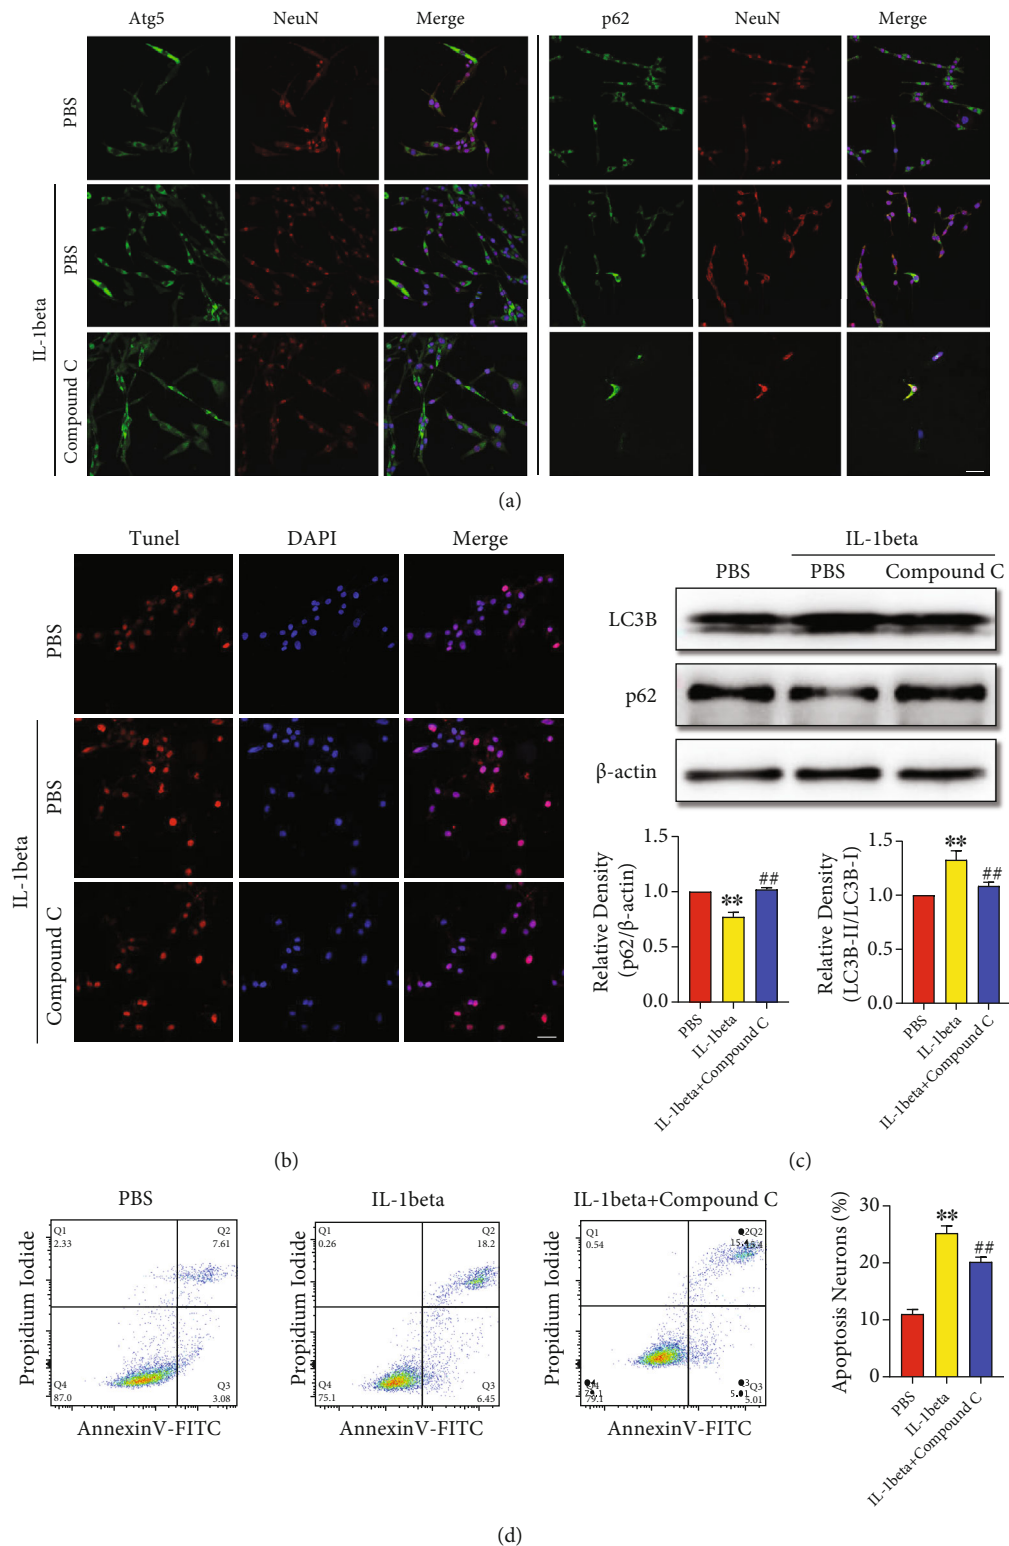 Atg5 NeuN Merge p62 NeuN Merge
PBS
IL-1beta
PBS
Compound C
(a)
Tunel DAPI Merge
PBS
IL-1beta
PBS
Compound C
(b)
IL-1beta
PBS PBS Compound C
LC3B
p62
β-actin
Relative Density
(p62/β-actin)
1.5
1.0
0.5
0.0
**
##
PBS
IL-1beta
IL-1beta+Compound C
Relative Density
(LC3B-II/LC3B-I)
1.5
1.0
0.5
0.0
**
##
PBS
IL-1beta
IL-1beta+Compound C
(c)
PBS
Propidium Iodide
Q1
2.33
Q2
7.61
Q4
87.0
Q3
3.08
AnnexinV-FITC
IL-1beta
Propidium Iodide
Q1
0.26
Q2
18.2
Q4
75.1
Q3
6.45
AnnexinV-FITC
IL-1beta+Compound C
Propidium Iodide
Q1
0.54
Q2
15.4
Q4
79.1
Q3
5.01
AnnexinV-FITC
Apoptosis Neurons (%)
30
20
10
0
**
##
PBS
IL-1beta
IL-1beta+Compound C
(d)